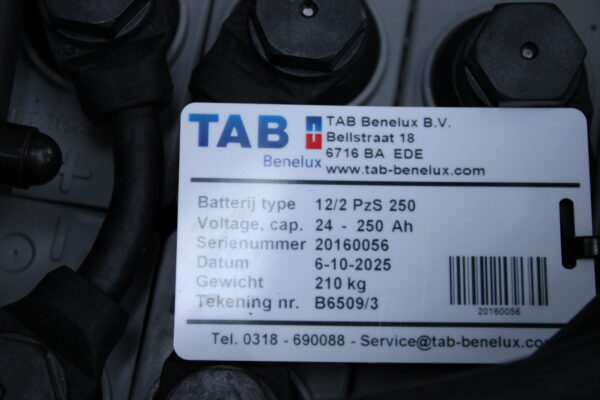 TAB
Benelux
TAB Benelux B.V.
Bellstraat 18
6716 BA EDE
www.tab-benelux.com
Batterij type 12/2 PzS 250
Voltage, cap. 24 - 250 Ah
Serienummer 20160056
Datum 6-10-2025
Gewicht 210 kg
Tekening nr. B6509/3
20160056
Tel. 0318 - 690088 - Service@tab-benelux.com